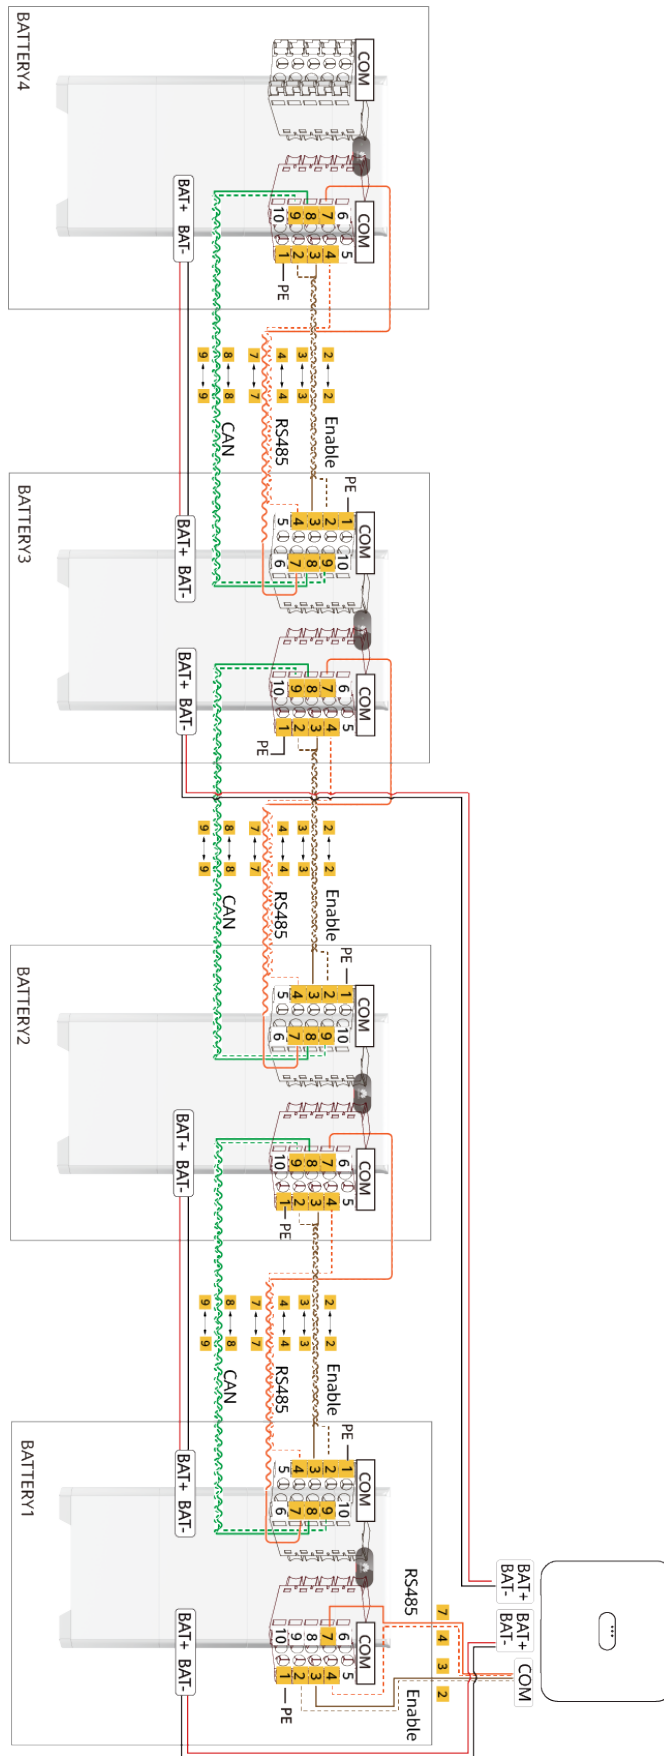 BATTERY4
COM
COM
10 9 8 7 6
1 2 3 4 5
PE
BAT+ BAT-
9 8 7 4 3 2
9 8 7 4 3 2
CAN
RS485
Enable
BATTERY3
PE
COM
5 4 3 2 1
6 7 8 9 10
BAT+ BAT-
BAT+ BAT-
COM
10 9 8 7 6
1 2 3 4 5
PE
9 8 7 4 3 2
9 8 7 4 3 2
CAN
RS485
Enable
BATTERY2
PE
COM
5 4 3 2 1
6 7 8 9 10
BAT+ BAT-
COM
10 9 8 7 6
1 2 3 4 5
PE
9 8 7 4 3 2
9 8 7 4 3 2
CAN
RS485
Enable
BATTERY1
PE
COM
5 4 3 2 1
6 7 8 9 10
BAT+ BAT-
BAT+ BAT-
COM
10 9 8 7 6
1 2 3 4 5
PE
RS485
7 4 3 2
Enable
BAT+
BAT-
BAT+
BAT-
COM